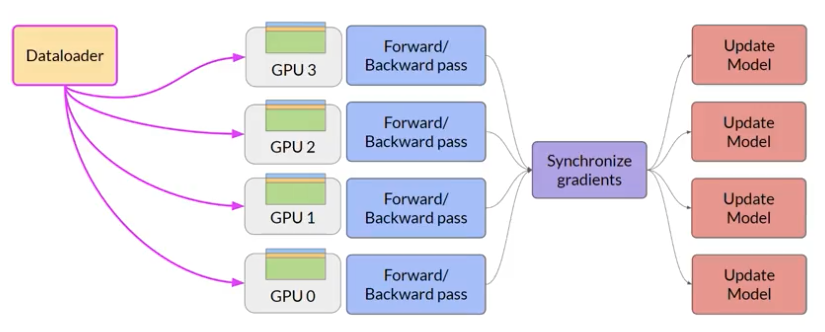 Dataloader
GPU 3
Forward/
Backward pass
Update
Model
GPU 2
Forward/
Backward pass
Update
Model
Synchronize
gradients
GPU 1
Forward/
Backward pass
Update
Model
GPU 0
Forward/
Backward pass
Update
Model